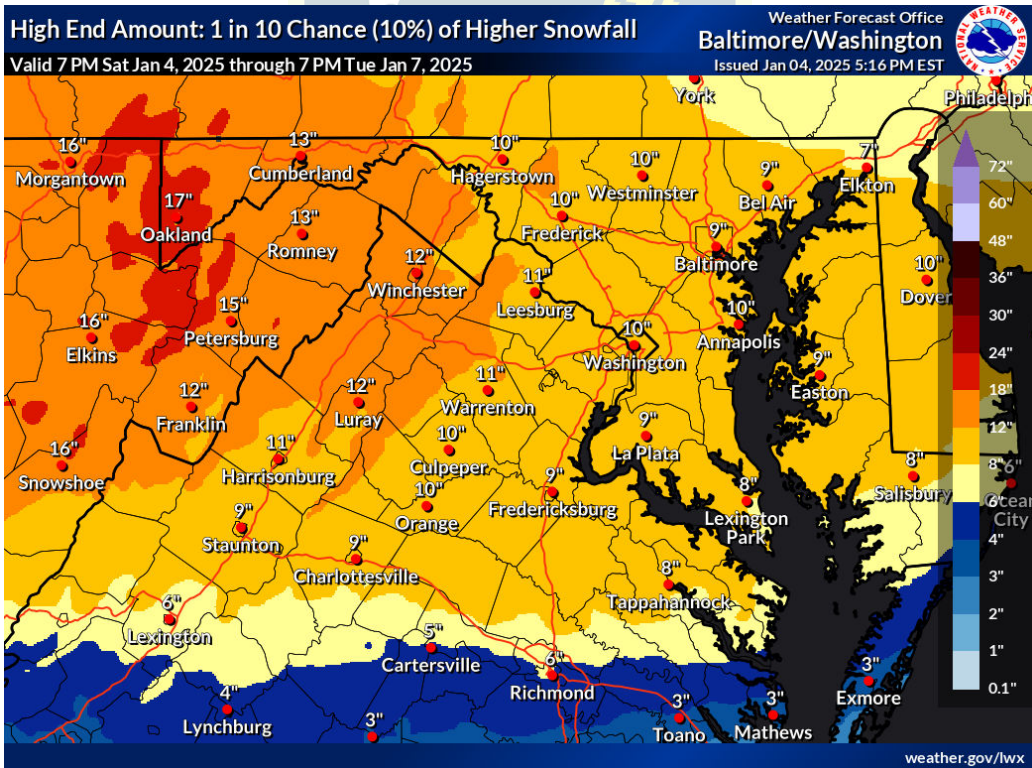 High End Amount: 1 in 10 Chance (10%) of Higher Snowfall
Valid 7 PM Sat Jan 4, 2025 through 7 PM Tue Jan 7, 2025
Weather Forecast Office
Baltimore/Washington
Issued Jan 04, 2025 5:16 PM EST
NATIONAL WEATHER SERVICE
York
Philadelph
16"
Morgantown
13"
Cumberland
10"
Hagerstown
10"
Westminster
9"
Bel Air
7"
Elkton
17"
Oakland
13"
Romney
10"
Frederick
9"
Baltimore
12"
Winchester
11"
Leesburg
10"
Dover
16"
Elkins
15"
Petersburg
10"
Washington
10"
Annapolis
9"
Easton
12"
Franklin
12"
Luray
11"
Warrenton
16"
Snowshoe
11"
Harrisonburg
10"
Culpeper
9"
La Plata
8"
Salisbury
6"
Ocean
City
10"
Orange
9"
Fredericksburg
8"
Lexington
Park
9"
Staunton
9"
Charlottesville
8"
Tappahannock
6"
Lexington
5"
Cartersville
6"
Richmond
3"
Exmore
4"
Lynchburg
3"
3"
Toano
3"
Mathews
72"
60"
48"
36"
30"
24"
18"
12"
8"
6"
4"
3"
2"
1"
0.1"
weather.gov/lwx